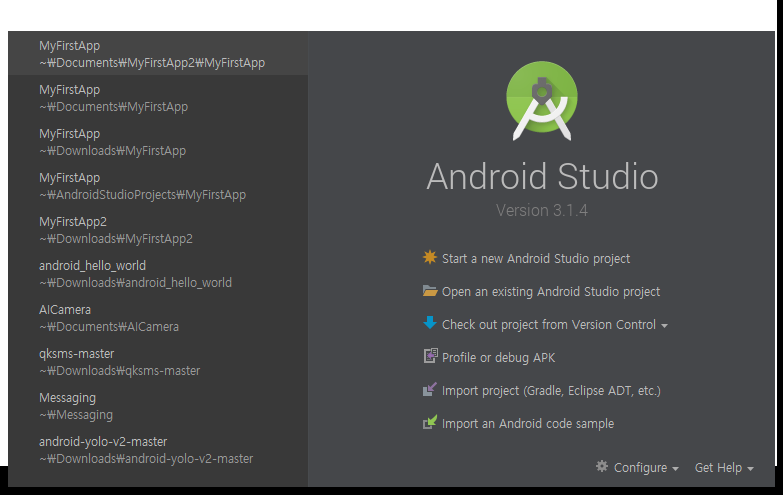 MyFirstApp
~₩Documents₩MyFirstApp2₩MyFirstApp
MyFirstApp
~₩Documents₩MyFirstApp
MyFirstApp
~₩Downloads₩MyFirstApp
MyFirstApp
~₩AndroidStudioProjects₩MyFirstApp
MyFirstApp2
~₩Downloads₩MyFirstApp2
android_hello_world
~₩Downloads₩android_hello_world
AICamera
~₩Documents₩AICamera
qksms-master
~₩Downloads₩qksms-master
Messaging
~₩Messaging
android-yolo-v2-master
~₩Downloads₩android-yolo-v2-master
Android Studio
Version 3.1.4
Start a new Android Studio project
Open an existing Android Studio project
Check out project from Version Control
Profile or debug APK
Import project (Gradle, Eclipse ADT, etc.)
Import an Android code sample
Configure
Get Help